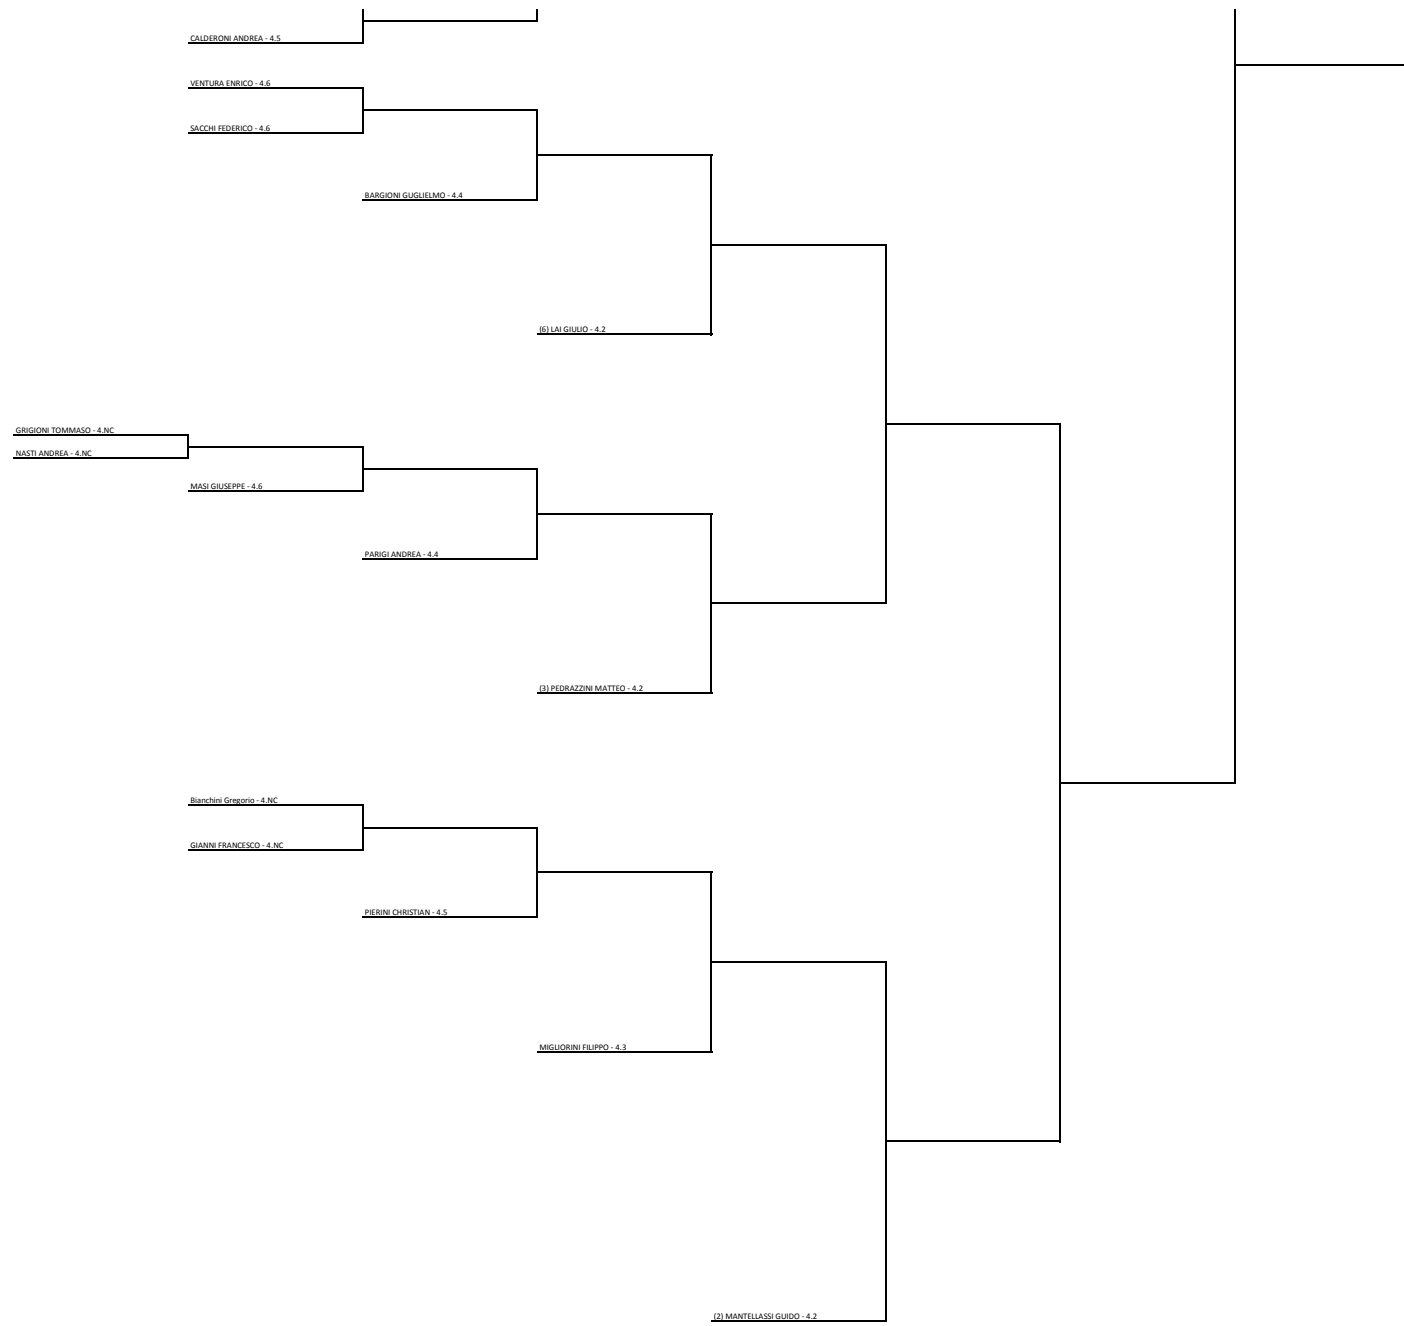 CALDERONI ANDREA - 4.5
VENTURA ENRICO - 4.6
SACCHI FEDERICO - 4.6
BARGIONI GUGLIELMO - 4.4
(6) LAI GIULIO - 4.2
GRIGIONI TOMMASO - 4.NC
NASTI ANDREA - 4.NC
MASI GIUSEPPE - 4.6
PARIGI ANDREA - 4.4
(3) PEDRAZZINI MATTEO - 4.2
Bianchini Gregorio - 4.NC
GIANNI FRANCESCO - 4.NC
PIERINI CHRISTIAN - 4.5
MIGLIORINI FILIPPO - 4.3
(2) MANTELLASSI GUIDO - 4.2